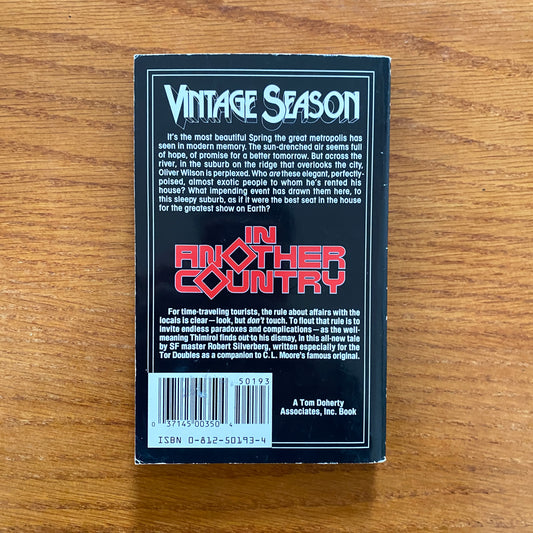 VINTAGE SEASON
It's the most beautiful Spring the great metropolis has
seen in modern memory. The sun-drenched air seems full
of hope, of promise for a better tomorrow. But across the
river, in the suburb on the ridge that overlooks the city,
Oliver Wilson is perplexed. Who are these elegant, perfectly-
poised, almost exotic people to whom he's rented his
house? What impending event has drawn them here, to
this sleepy suburb, as if it were the best seat in the house
for the greatest show on Earth?
IN
ANOTHER
COUNTRY
For time-traveling tourists, the rule about affairs with the
locals is clear—look, but don't touch. To flout that rule is to
invite endless paradoxes and complications—as the well-
meaning Thimirol finds out to his dismay, in this all-new tale
by SF master Robert Silverberg, written especially for the
Tor Doubles as a companion to C.L. Moore's famous original.
50193
0 37145 00350 4
ISBN 0-812-50193-4
A Tom Doherty
Associates, Inc. Book